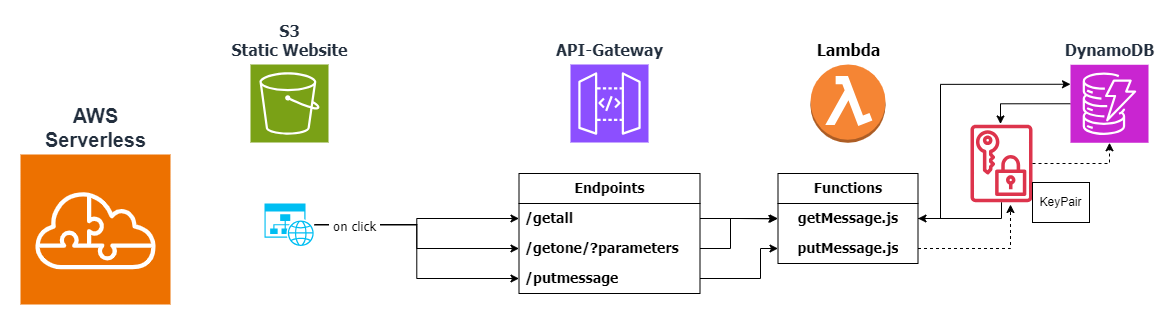 AWS
Serverless
S3
Static Website
API-Gateway
Lambda
DynamoDB
on click
Endpoints
/getall
/getone/?parameters
/putmessage
Functions
getMessage.js
putMessage.js
KeyPair